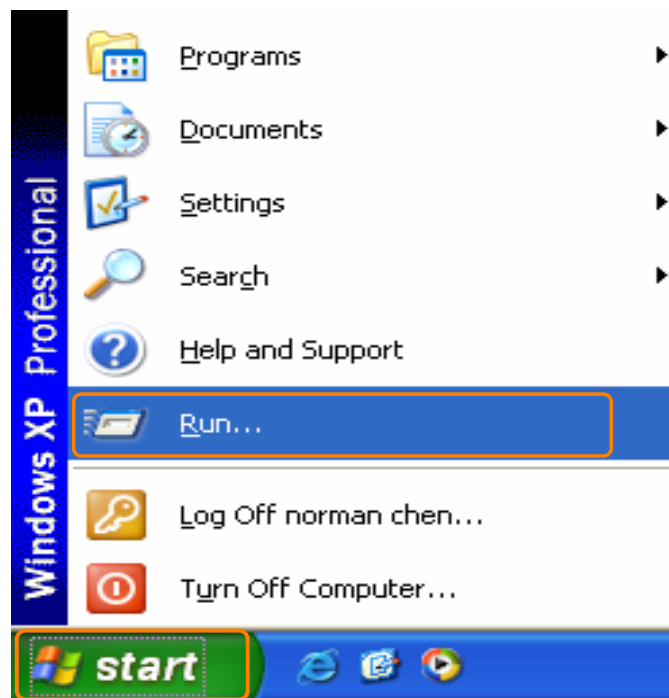 Programs
Documents
Settings
Search
Help and Support
Run...
Log Off norman chen...
Turn Off Computer...
Windows XP Professional
start